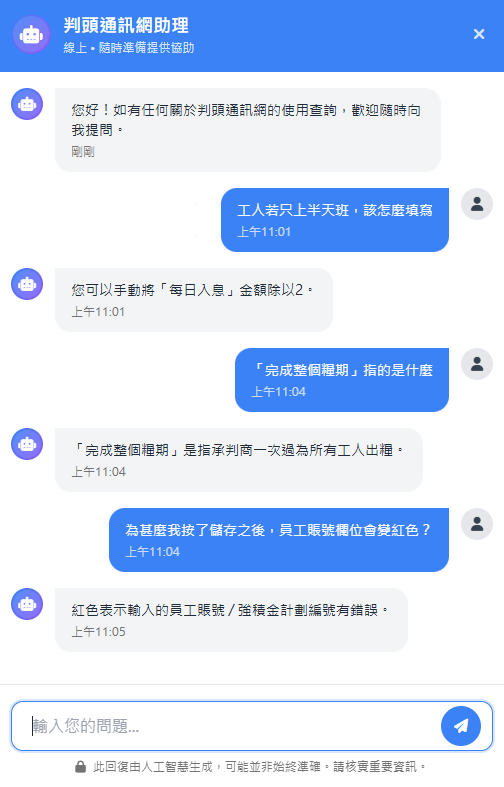 判頭通訊網助理
線上 • 隨時準備提供協助
您好！如有任何關於判頭通訊網的使用查詢，歡迎隨時向
我提問。
剛剛
工人若只上半天班，該怎麼填寫
上午11:01
您可以手動將「每日入息」金額除以2。
上午11:01
「完成整個糧期」指的是什麼
上午11:04
「完成整個糧期」是指承判商一次過為所有工人出糧。
上午11:04
為甚麼我按了儲存之後，員工賬號欄位會變紅色？
上午11:04
紅色表示輸入的員工賬號 / 強積金計劃編號有錯誤。
上午11:05
輸入您的問題...
此回復由人工智慧生成，可能並非始終準確。請核實重要資訊。